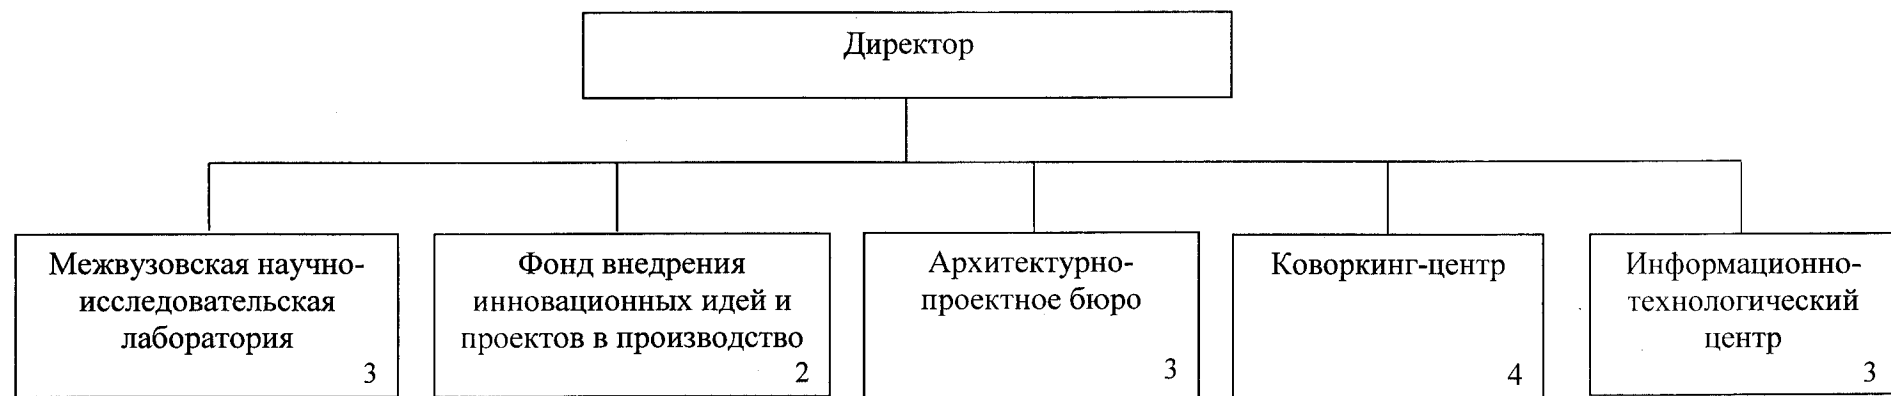 Директор
Межвузовская научно-
исследовательская
лаборатория
3
Фонд внедрения
инновационных идей и
проектов в производство
2
Архитектурно-
проектное бюро
3
Коворкинг-центр
4
Информационно-
технологический
центр
3